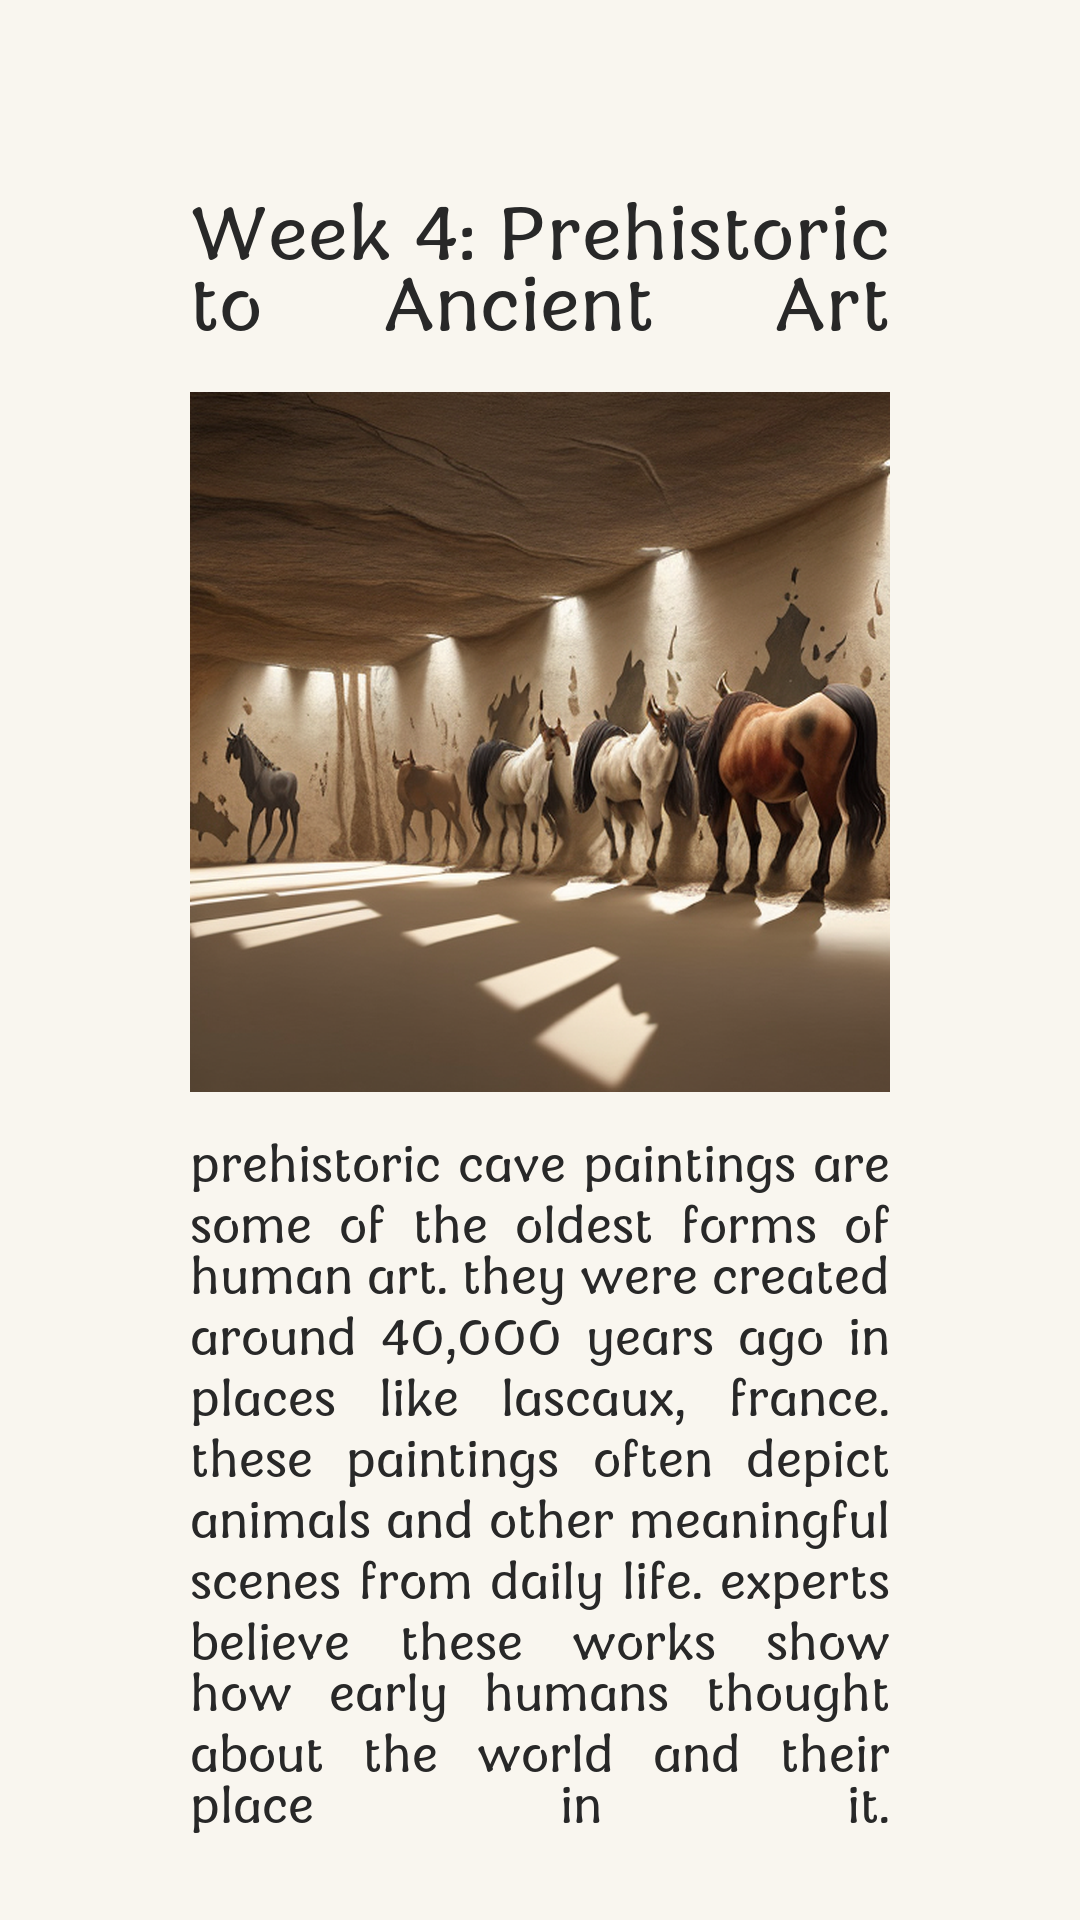 Week 4: Prehistoric
to Ancient Art
prehistoric cave paintings are
some of the oldest forms of
human art. they were created
around 40,000 years ago in
places like lascaux, france.
these paintings often depict
animals and other meaningful
scenes from daily life. experts
believe these works show
how early humans thought
about the world and their
place in it.